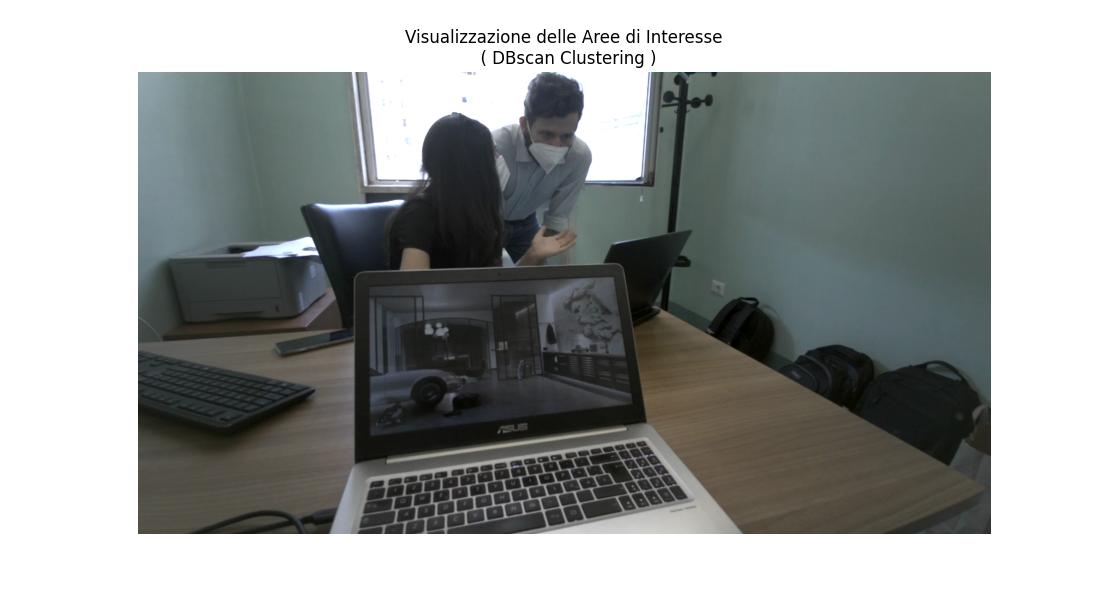 Visualizzazione delle Aree di Interesse
( DBscan Clustering )
ASUS